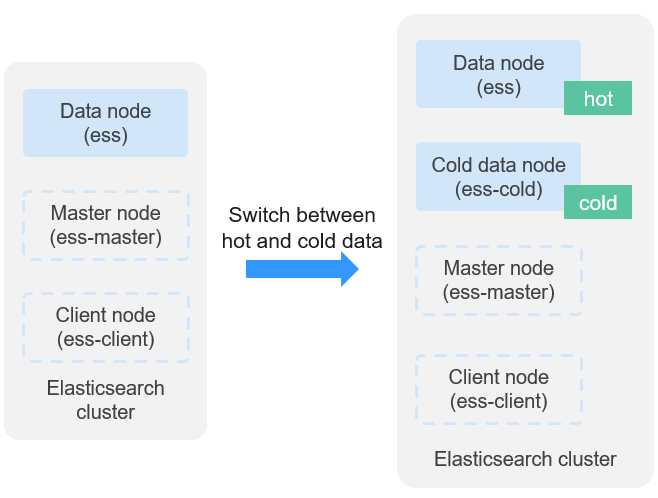 Data node
(ess)
Master node
(ess-master)
Client node
(ess-client)
Elasticsearch
cluster
Switch between
hot and cold data
Data node
(ess)
hot
Cold data node
(ess-cold)
cold
Master node
(ess-master)
Client node
(ess-client)
Elasticsearch cluster